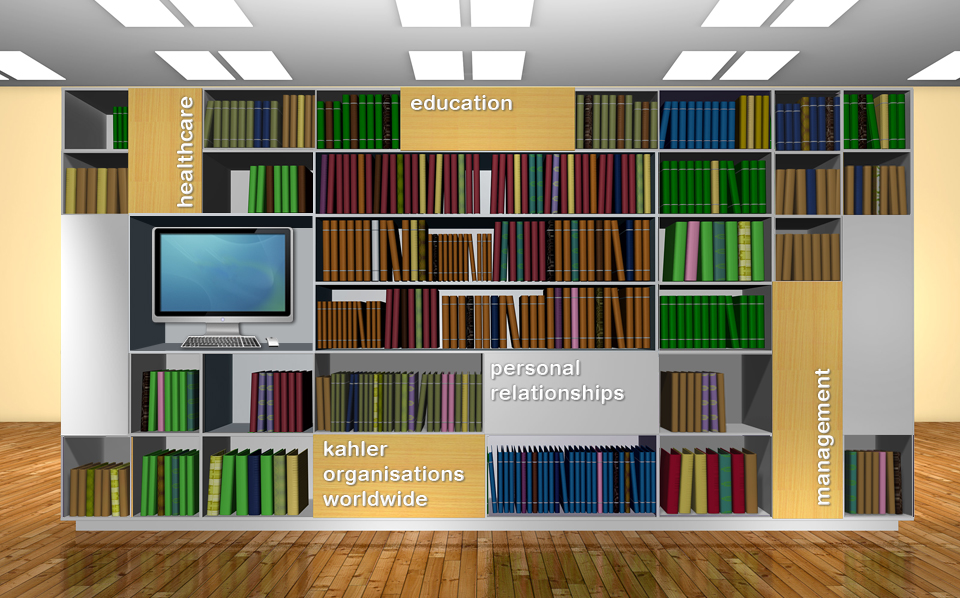 healthcare
education
personal
relationships
kahler
organisations
worldwide
management